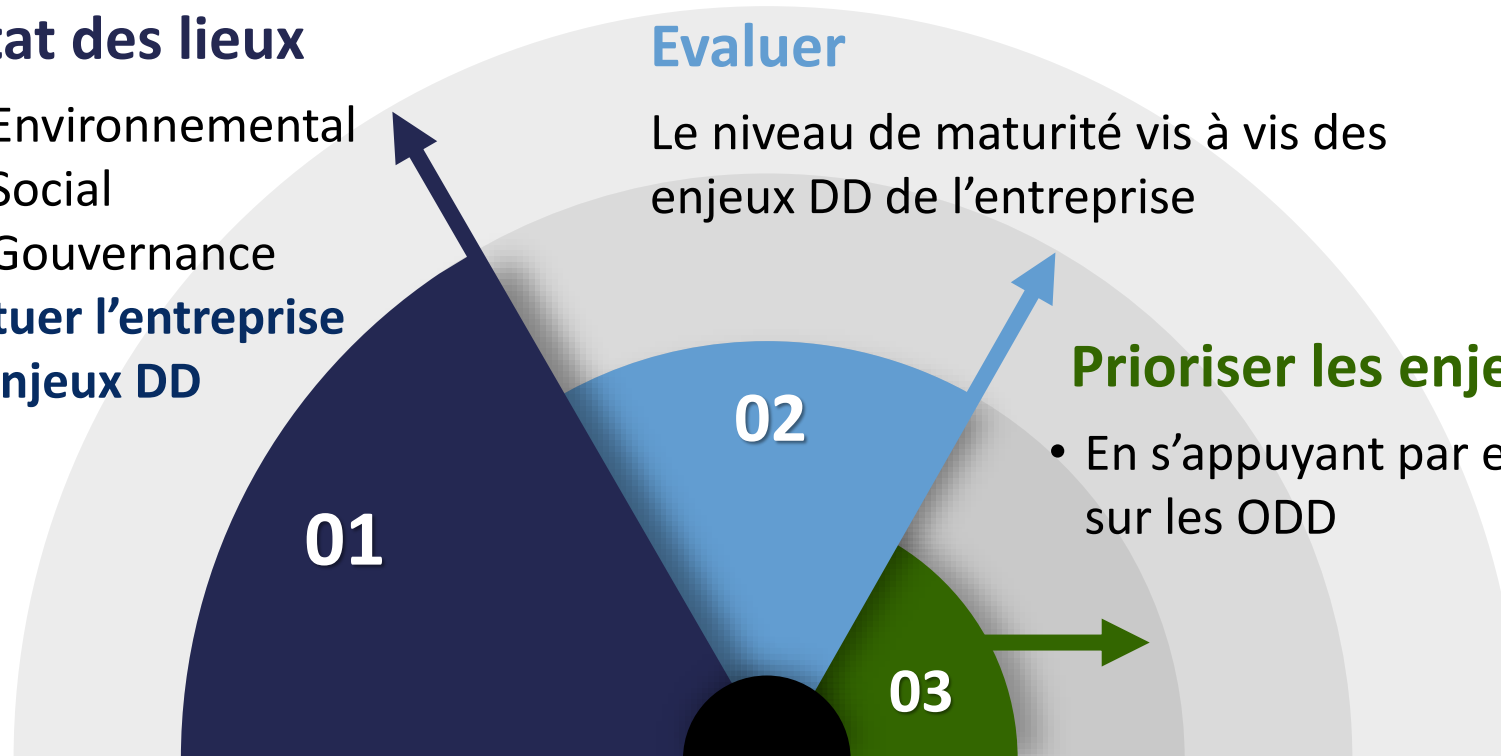 tat des lieux
Environnemental
Social
Gouvernance
tuer l'entreprise
njeux DD
01
Evaluer
Le niveau de maturité vis à vis des
enjeux DD de l'entreprise
02
Prioriser les enje
• En s'appuyant par e
sur les ODD
03